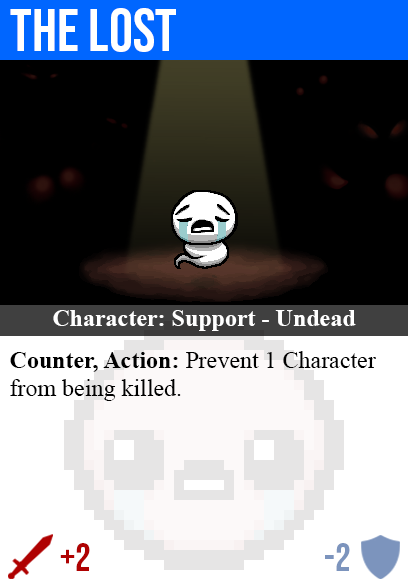 THE LOST
Character: Support - Undead
Counter, Action: Prevent 1 Character
from being killed.
+2 -2